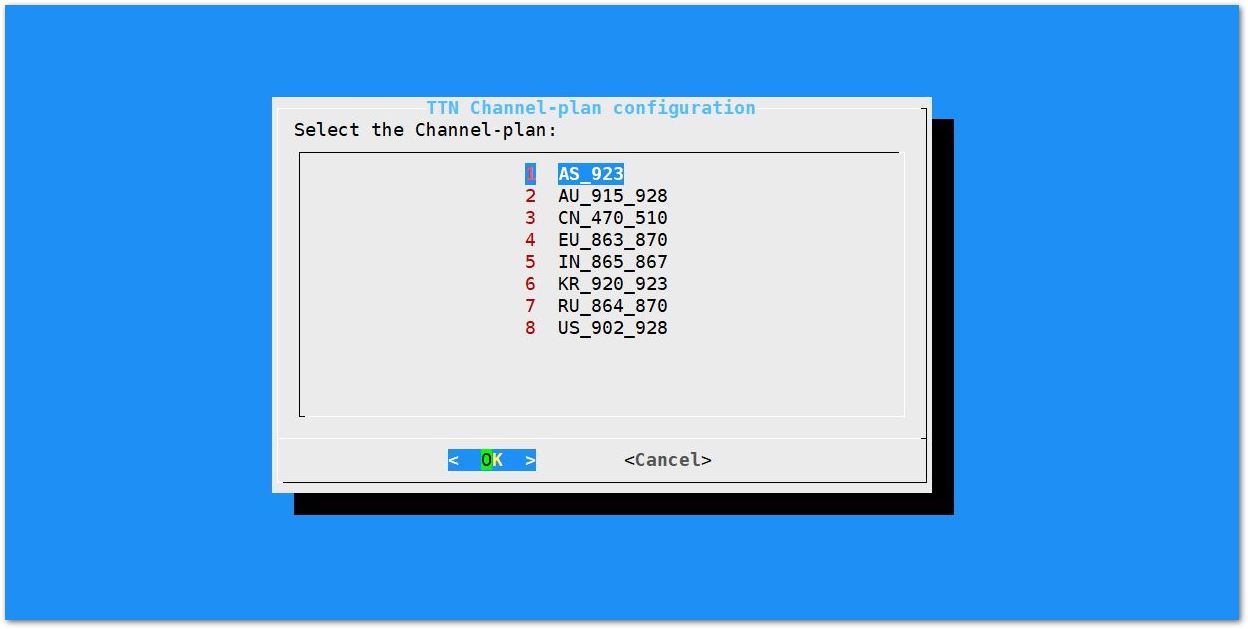 TTN Channel-plan configuration
Select the Channel-plan:
1 AS_923
2 AU_915_928
3 CN_470_510
4 EU_863_870
5 IN_865_867
6 KR_920_923
7 RU_864_870
8 US_902_928
< OK > <Cancel>